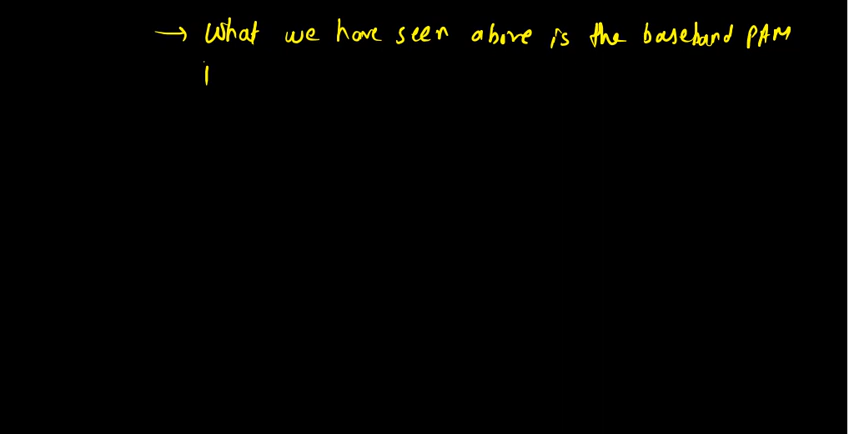 → What we have seen above is the baseband PAM